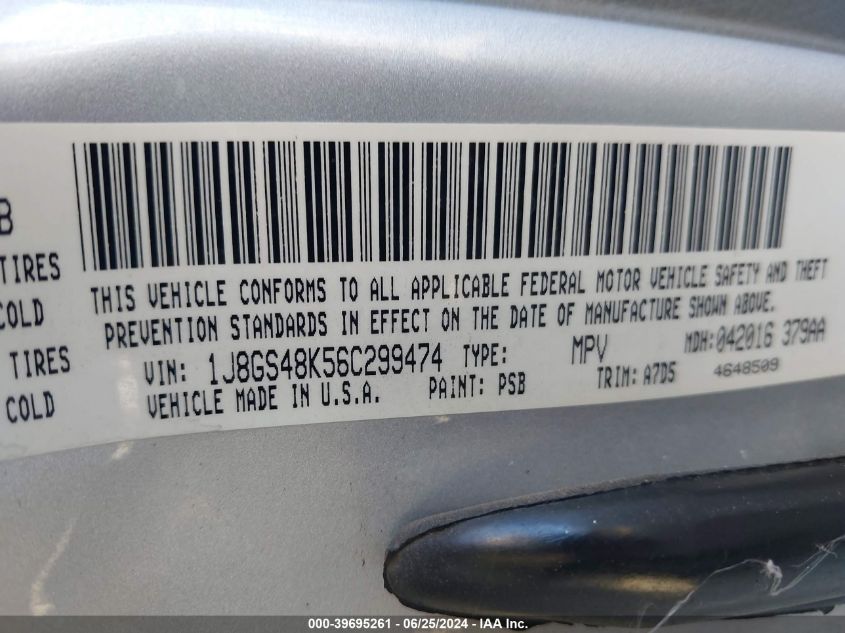 B
TIRES
COLD
TIRES
COLD
THIS VEHICLE CONFORMS TO ALL APPLICABLE FEDERAL MOTOR VEHICLE SAFETY AND THEFT
PREVENTION STANDARDS IN EFFECT ON THE DATE OF MANUFACTURE SHOWN ABOVE.
VIN: 1J8GS48K56C299474 TYPE: MPV MDH:042016 379AA
VEHICLE MADE IN U.S.A. PAINT: PSB TRIM: A7D5 4648509
000-39695261 - 06/25/2024 - IAA Inc.